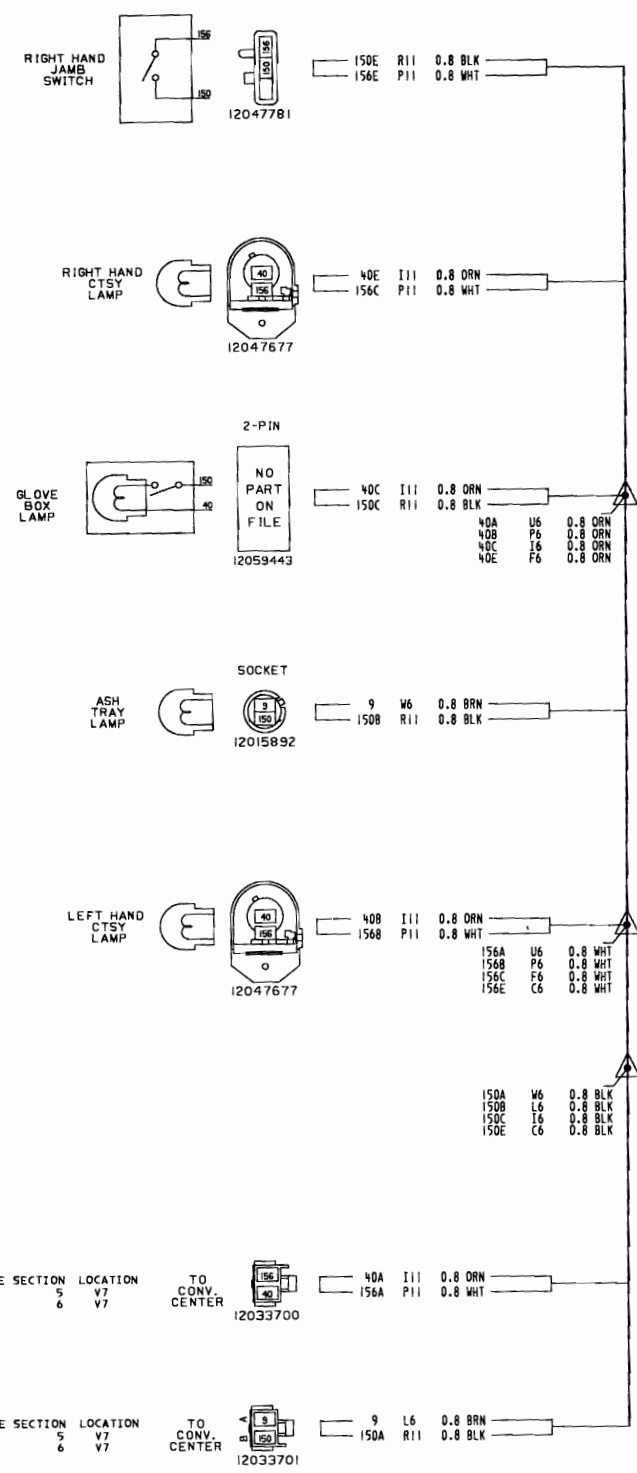 RIGHT HAND
JAMB
SWITCH
156
150
156
150
12047781
150E R11 0.8 BLK
156E P11 0.8 WHT
RIGHT HAND
CTSY
LAMP
40
156
12047677
40E I11 0.8 ORN
156C P11 0.8 WHT
2-PIN
GLOVE
BOX
LAMP
150
40
NO
PART
ON
FILE
12059443
40C I11 0.8 ORN
150C R11 0.8 BLK
40A U6 0.8 ORN
40B P6 0.8 ORN
40C I6 0.8 ORN
40E F6 0.8 ORN
SOCKET
ASH
TRAY
LAMP
9
150
12015892
9 W6 0.8 BRN
150B R11 0.8 BLK
LEFT HAND
CTSY
LAMP
40
156
12047677
40B I11 0.8 ORN
156B P11 0.8 WHT
156A U6 0.8 WHT
156B P6 0.8 WHT
156C F6 0.8 WHT
156E C6 0.8 WHT
150A W6 0.8 BLK
150B L6 0.8 BLK
150C I6 0.8 BLK
150E C6 0.8 BLK
E SECTION LOCATION
5 V7
6 V7
TO
CONV.
CENTER
156
40
12033700
40A I11 0.8 ORN
156A P11 0.8 WHT
E SECTION LOCATION
5 V7
6 V7
TO
CONV.
CENTER
A
B
9
150
12033701
9 L6 0.8 BRN
150A R11 0.8 BLK